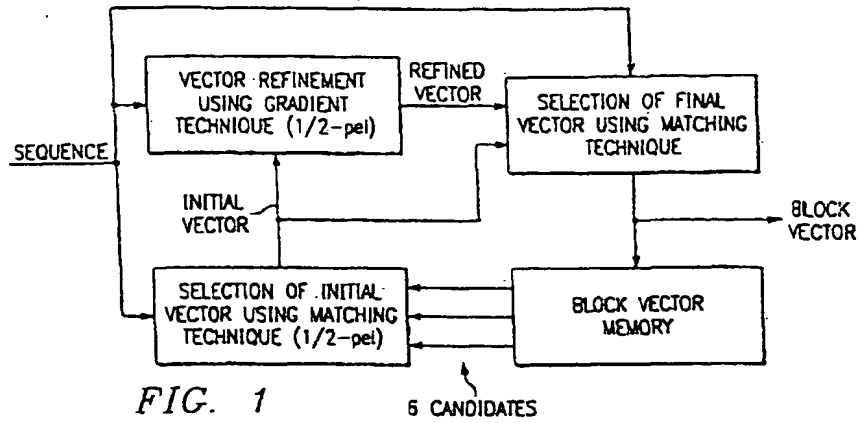 VECTOR REFINEMENT
USING GRADIENT
TECHNIQUE (1/2-pel)
REFINED
VECTOR
SELECTION OF FINAL
VECTOR USING MATCHING
TECHNIQUE
SEQUENCE
INITIAL
VECTOR
BLOCK
VECTOR
SELECTION OF INITIAL
VECTOR USING MATCHING
TECHNIQUE (1/2-pel)
BLOCK VECTOR
MEMORY
FIG. 1
6 CANDIDATES